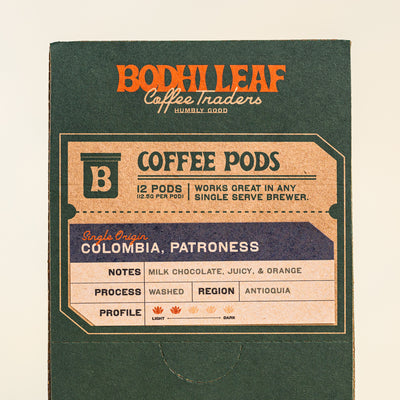 BODHI LEAF
Coffee Traders
HUMBLY GOOD
B
COFFEE PODS
12 PODS
(12.5G PER POD)
WORKS GREAT IN ANY
SINGLE SERVE BREWER.
Single Origin
COLOMBIA, PATRONESS
NOTES MILK CHOCOLATE, JUICY, & ORANGE
PROCESS WASHED REGION ANTIOQUIA
PROFILE
LIGHT DARK